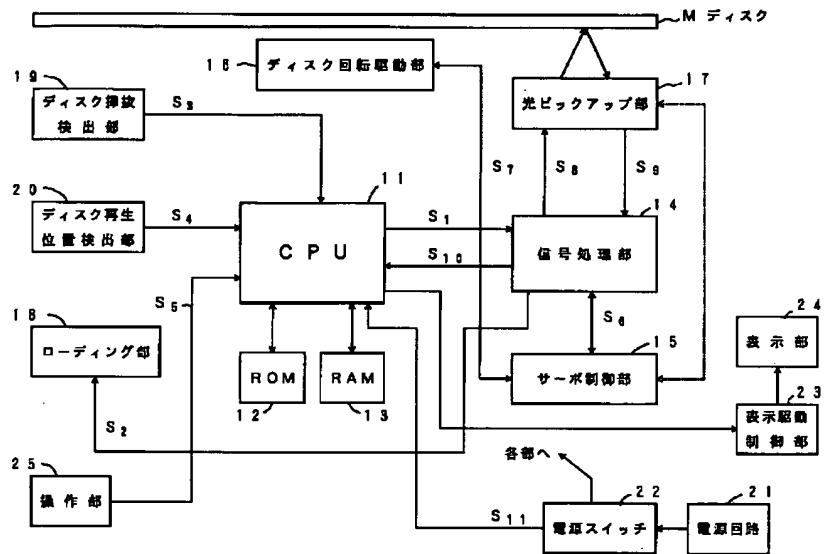 M ディスク
16
ディスク回転駆動部
19
ディスク挿抜
検出部
S3
17
光ピックアップ部
S7
S8
S9
20
ディスク再生
位置検出部
S4
11
CPU
S1
S10
14
信号処理部
S5
18
ローディング部
S6
24
表示部
ROM
12
RAM
13
15
サーボ制御部
23
表示駆動
制御部
S2
各部へ
25
操作部
22
21
S11
電源スイッチ
電源回路